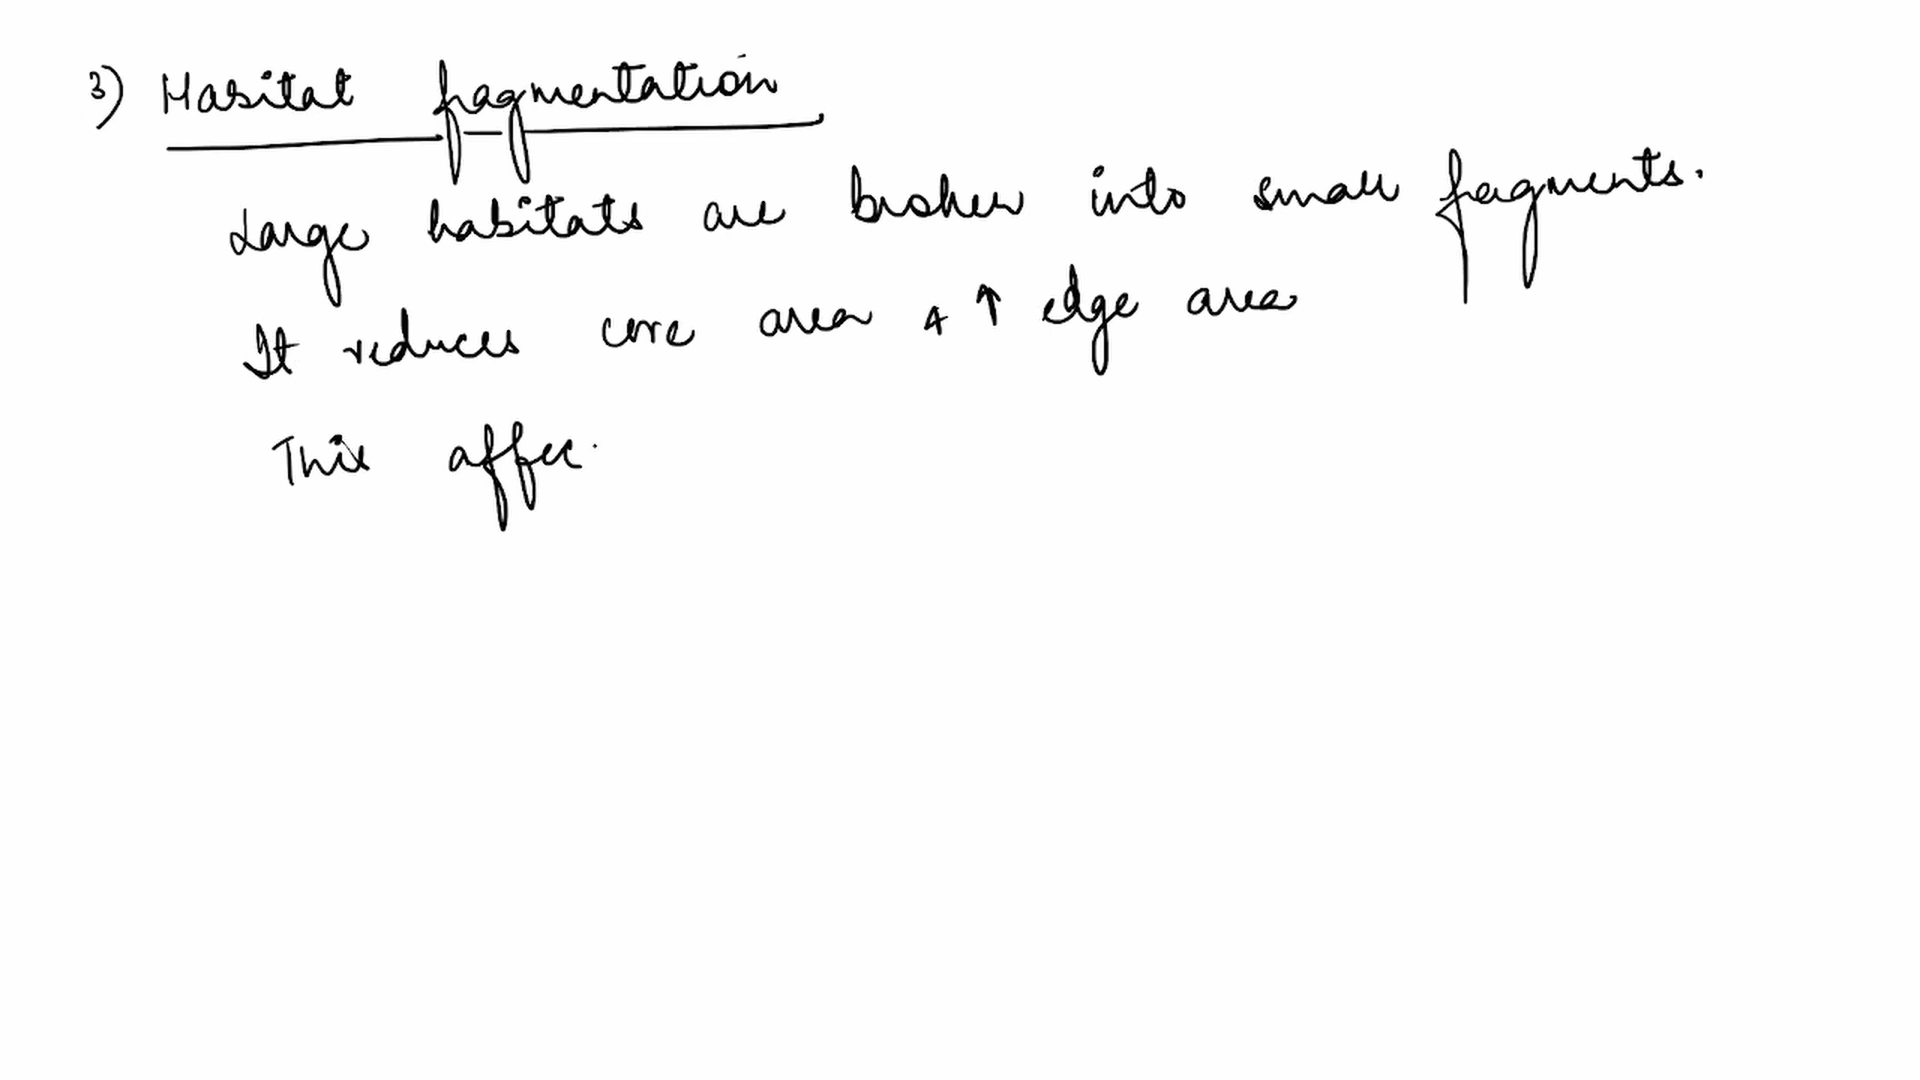 3) Habitat fragmentation
Large habitats are broken into small fragments.
It reduces core area & ↑ edge area
This affec.